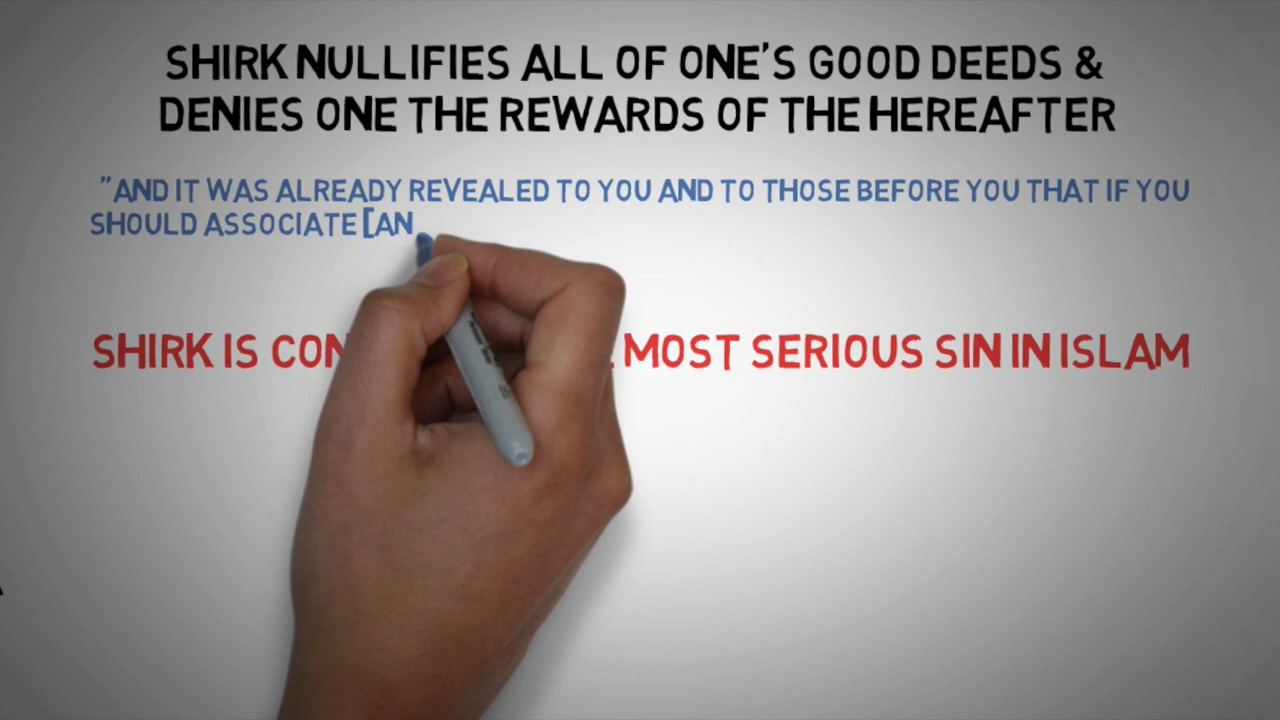 SHIRK NULLIFIES ALL OF ONE'S GOOD DEEDS &
DENIES ONE THE REWARDS OF THE HEREAFTER
"AND IT WAS ALREADY REVEALED TO YOU AND TO THOSE BEFORE YOU THAT IF YOU
SHOULD ASSOCIATE [AN
SHIRK IS MOST SERIOUS SIN IN ISLAM